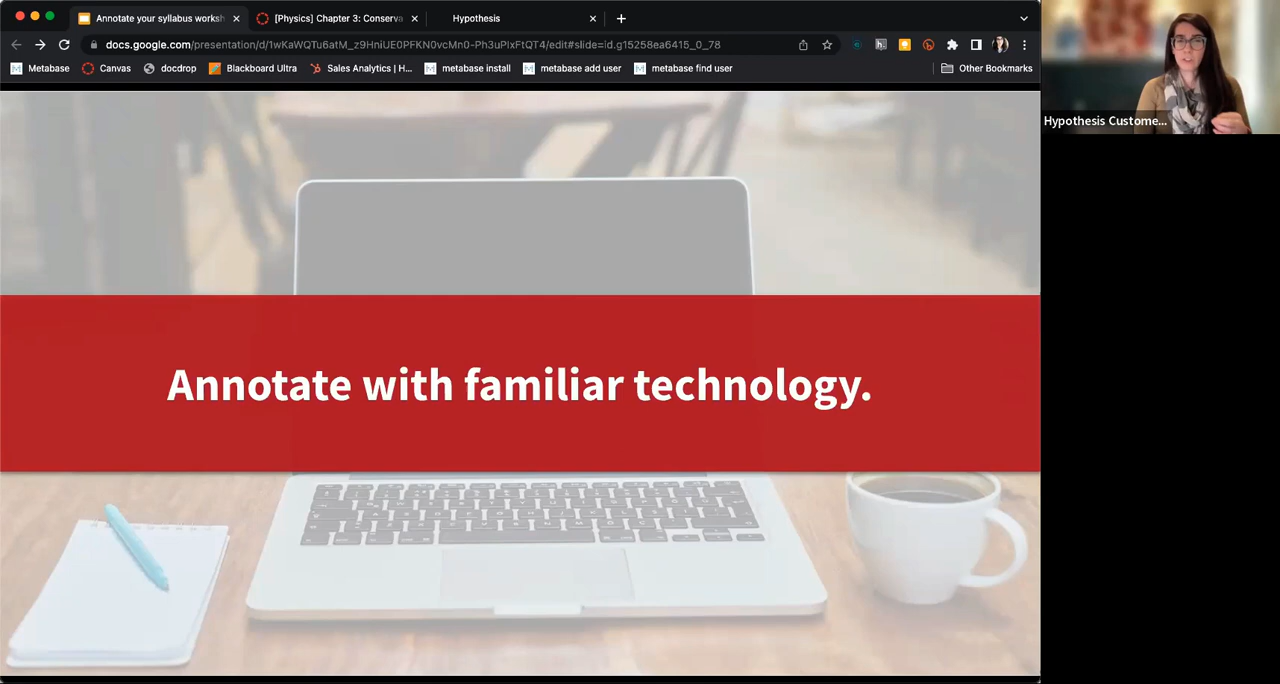 Annotate your syllabus worksh
[Physics] Chapter 3: Conserva
Hypothesis
docs.google.com/presentation/d/1wKaWQTu6atM_z9HniUE0PFKN0vcMn0-Ph3uPlxFtQT4/edit#slide=id.g15258ea6415_0_78
Metabase
Canvas
docdrop
Blackboard Ultra
Sales Analytics | H...
metabase install
metabase add user
metabase find user
Other Bookmarks
Hypothesis Custome...
Annotate with familiar technology.